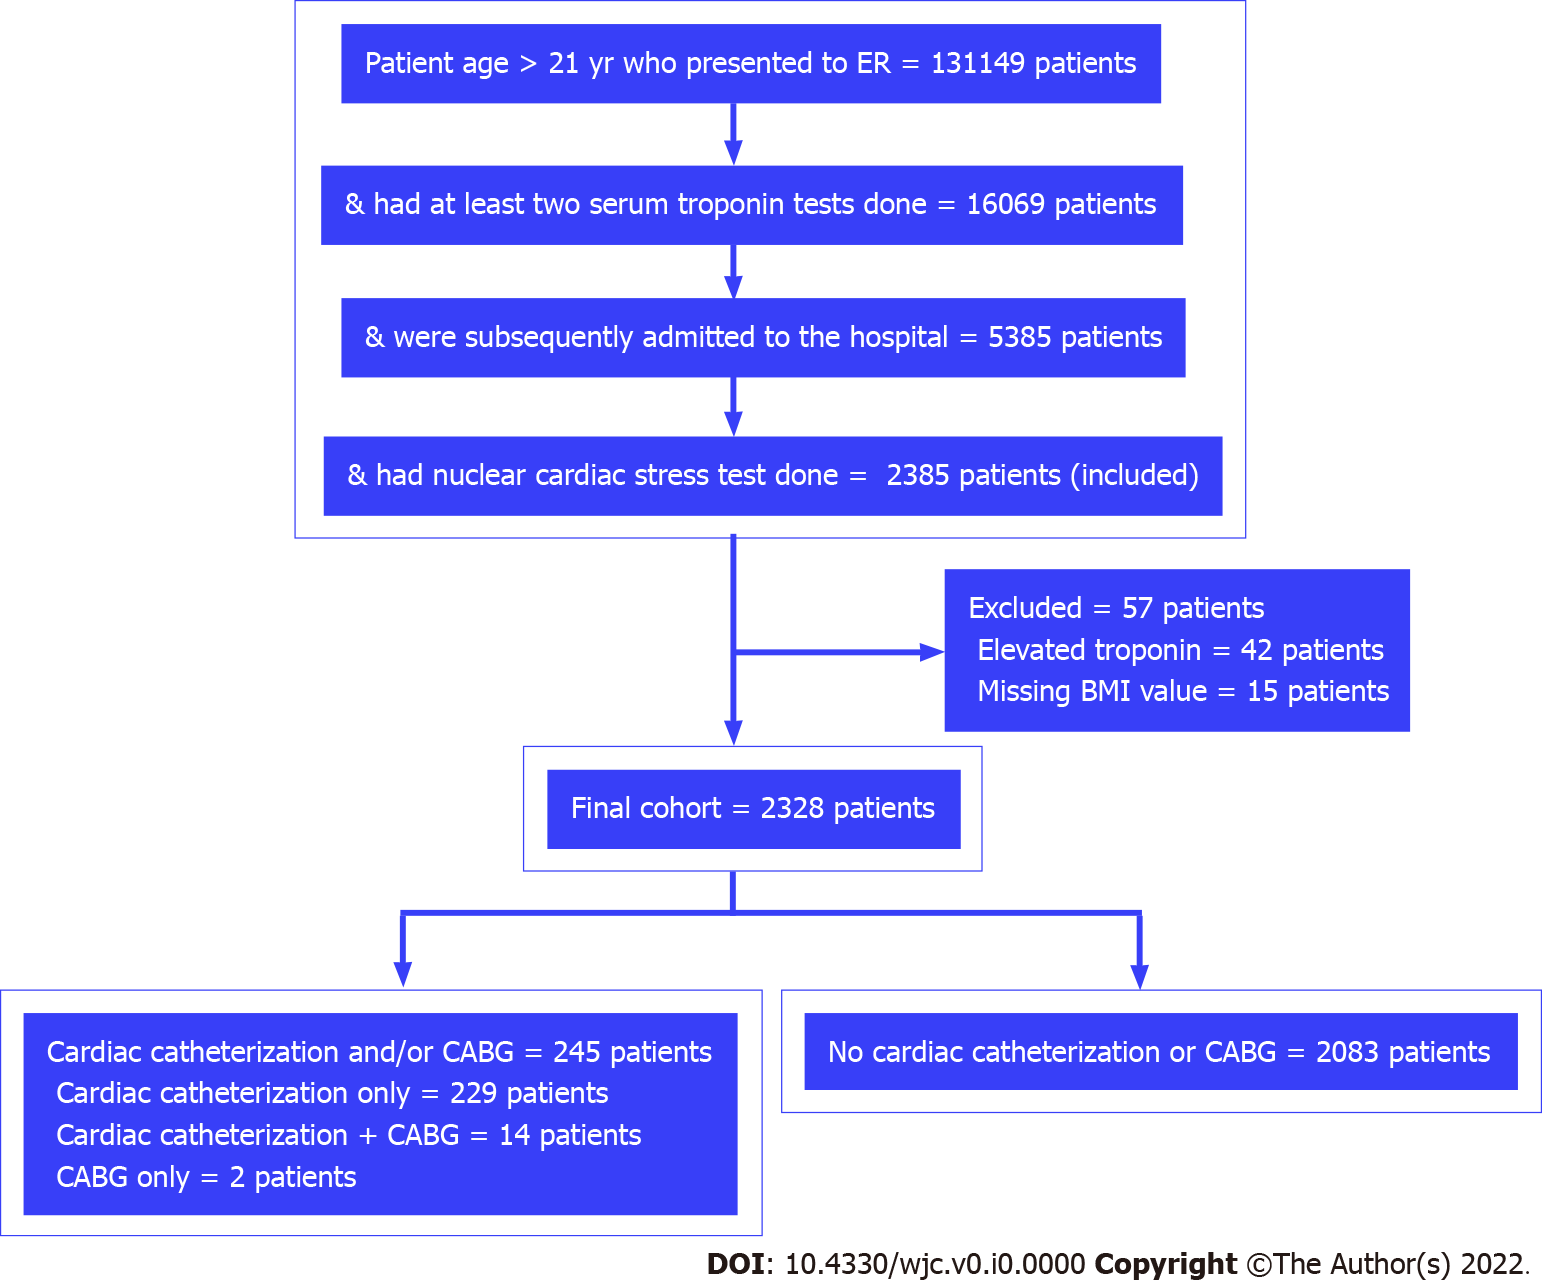 Patient age > 21 yr who presented to ER = 131149 patients
& had at least two serum troponin tests done = 16069 patients
& were subsequently admitted to the hospital = 5385 patients
& had nuclear cardiac stress test done = 2385 patients (included)
Excluded = 57 patients
Elevated troponin = 42 patients
Missing BMI value = 15 patients
Final cohort = 2328 patients
Cardiac catheterization and/or CABG = 245 patients
Cardiac catheterization only = 229 patients
Cardiac catheterization + CABG = 14 patients
CABG only = 2 patients
No cardiac catheterization or CABG = 2083 patients
DOI: 10.4330/wjc.v0.i0.0000 Copyright ©The Author(s) 2022.